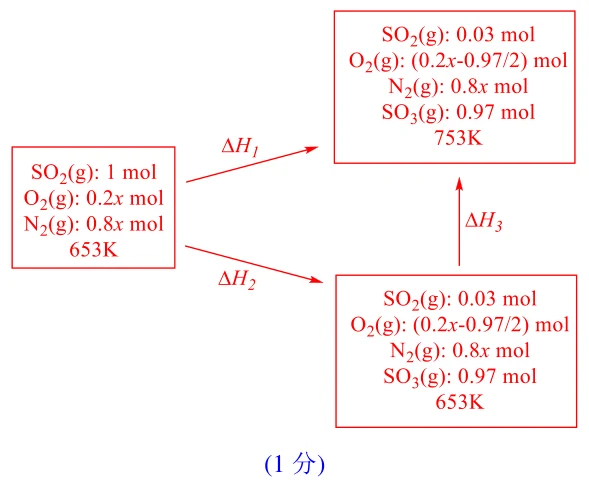 SO₂(g): 1 mol
O₂(g): 0.2x mol
N₂(g): 0.8x mol
653K
ΔH₁
SO₂(g): 0.03 mol
O₂(g): (0.2x-0.97/2) mol
N₂(g): 0.8x mol
SO₃(g): 0.97 mol
753K
ΔH₂
ΔH₃
SO₂(g): 0.03 mol
O₂(g): (0.2x-0.97/2) mol
N₂(g): 0.8x mol
SO₃(g): 0.97 mol
653K
(1 分)